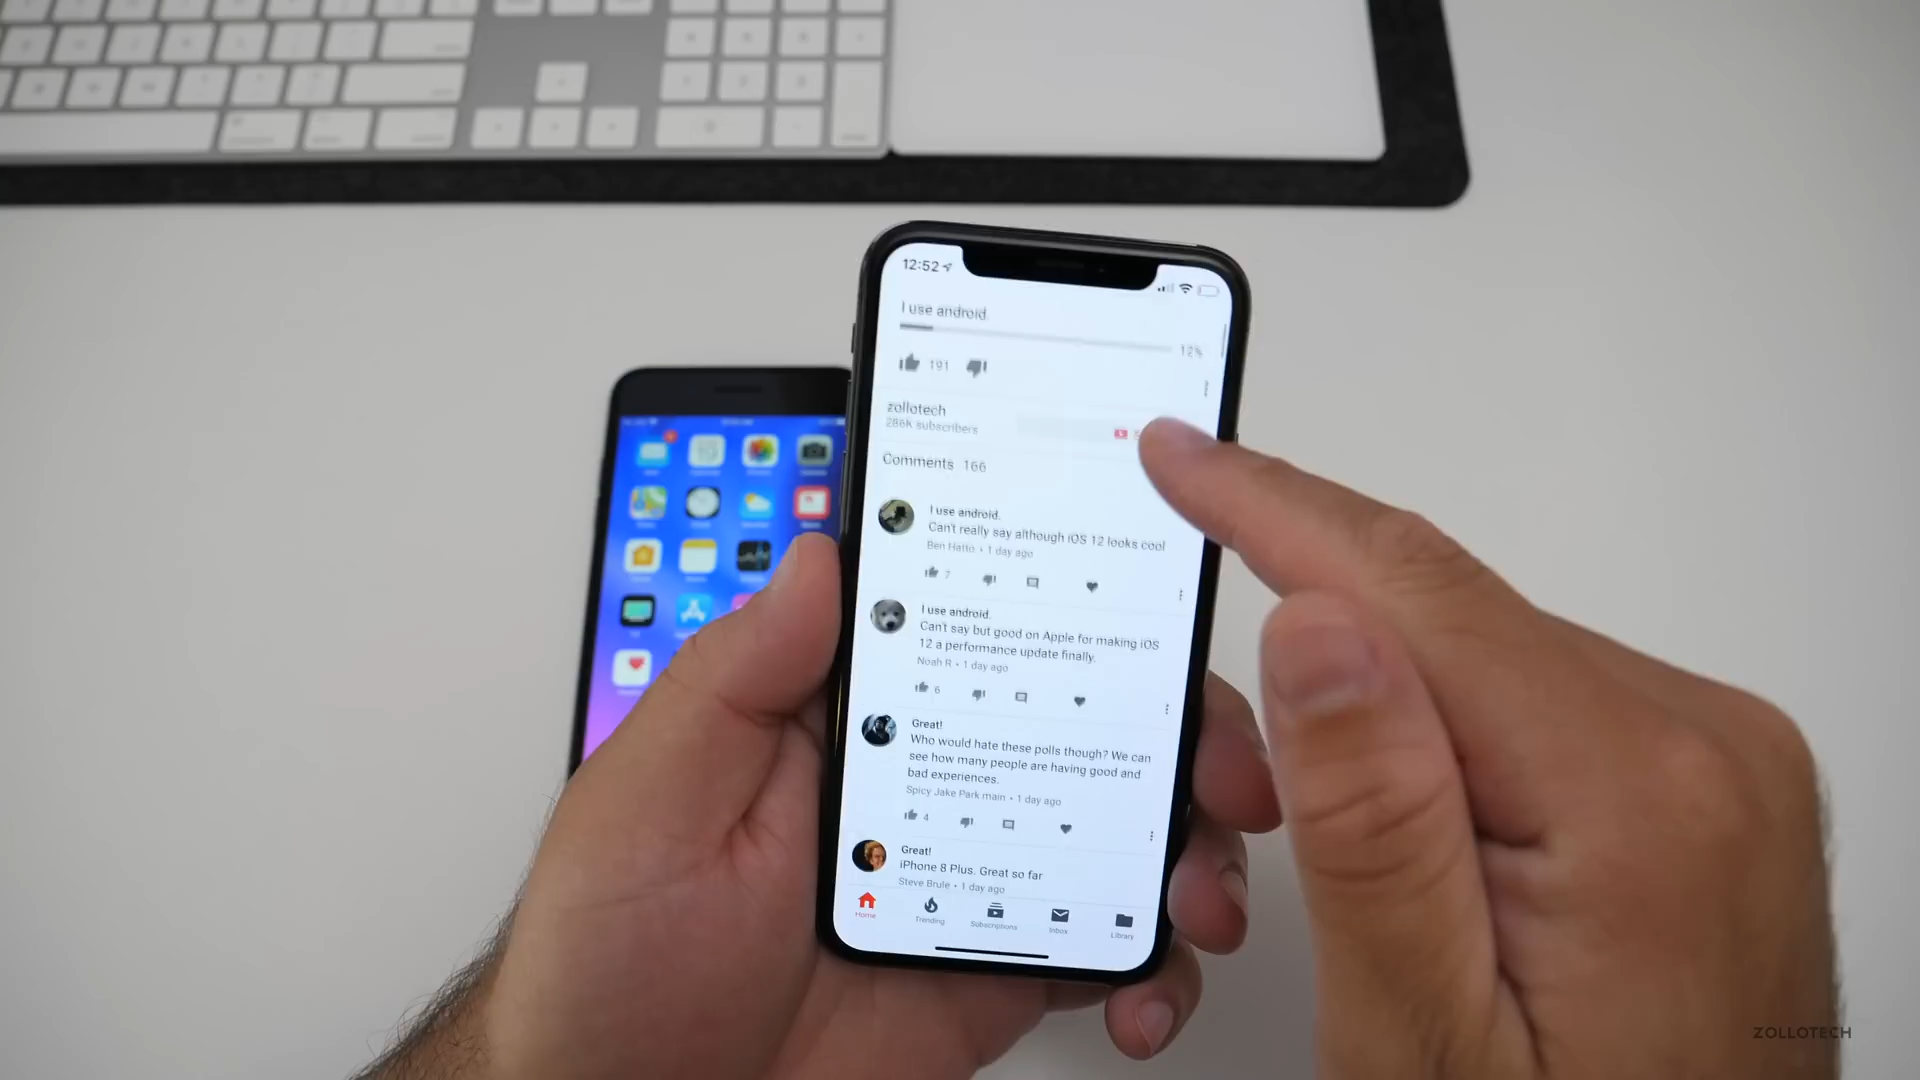 12:52
I use android.
12%
191
zollotech
286K subscribers
Comments 166
I use android.
Can't really say although iOS 12 looks cool
Ben Hatto • 1 day ago
7
I use android.
Can't say but good on Apple for making iOS
12 a performance update finally.
Noah R • 1 day ago
6
Great!
Who would hate these polls though? We can
see how many people are having good and
bad experiences.
Spicy Jake Park main • 1 day ago
4
Great!
iPhone 8 Plus. Great so far
Steve Brule • 1 day ago
Home
Trending
Subscriptions
Inbox
Library
ZOLLOTECH